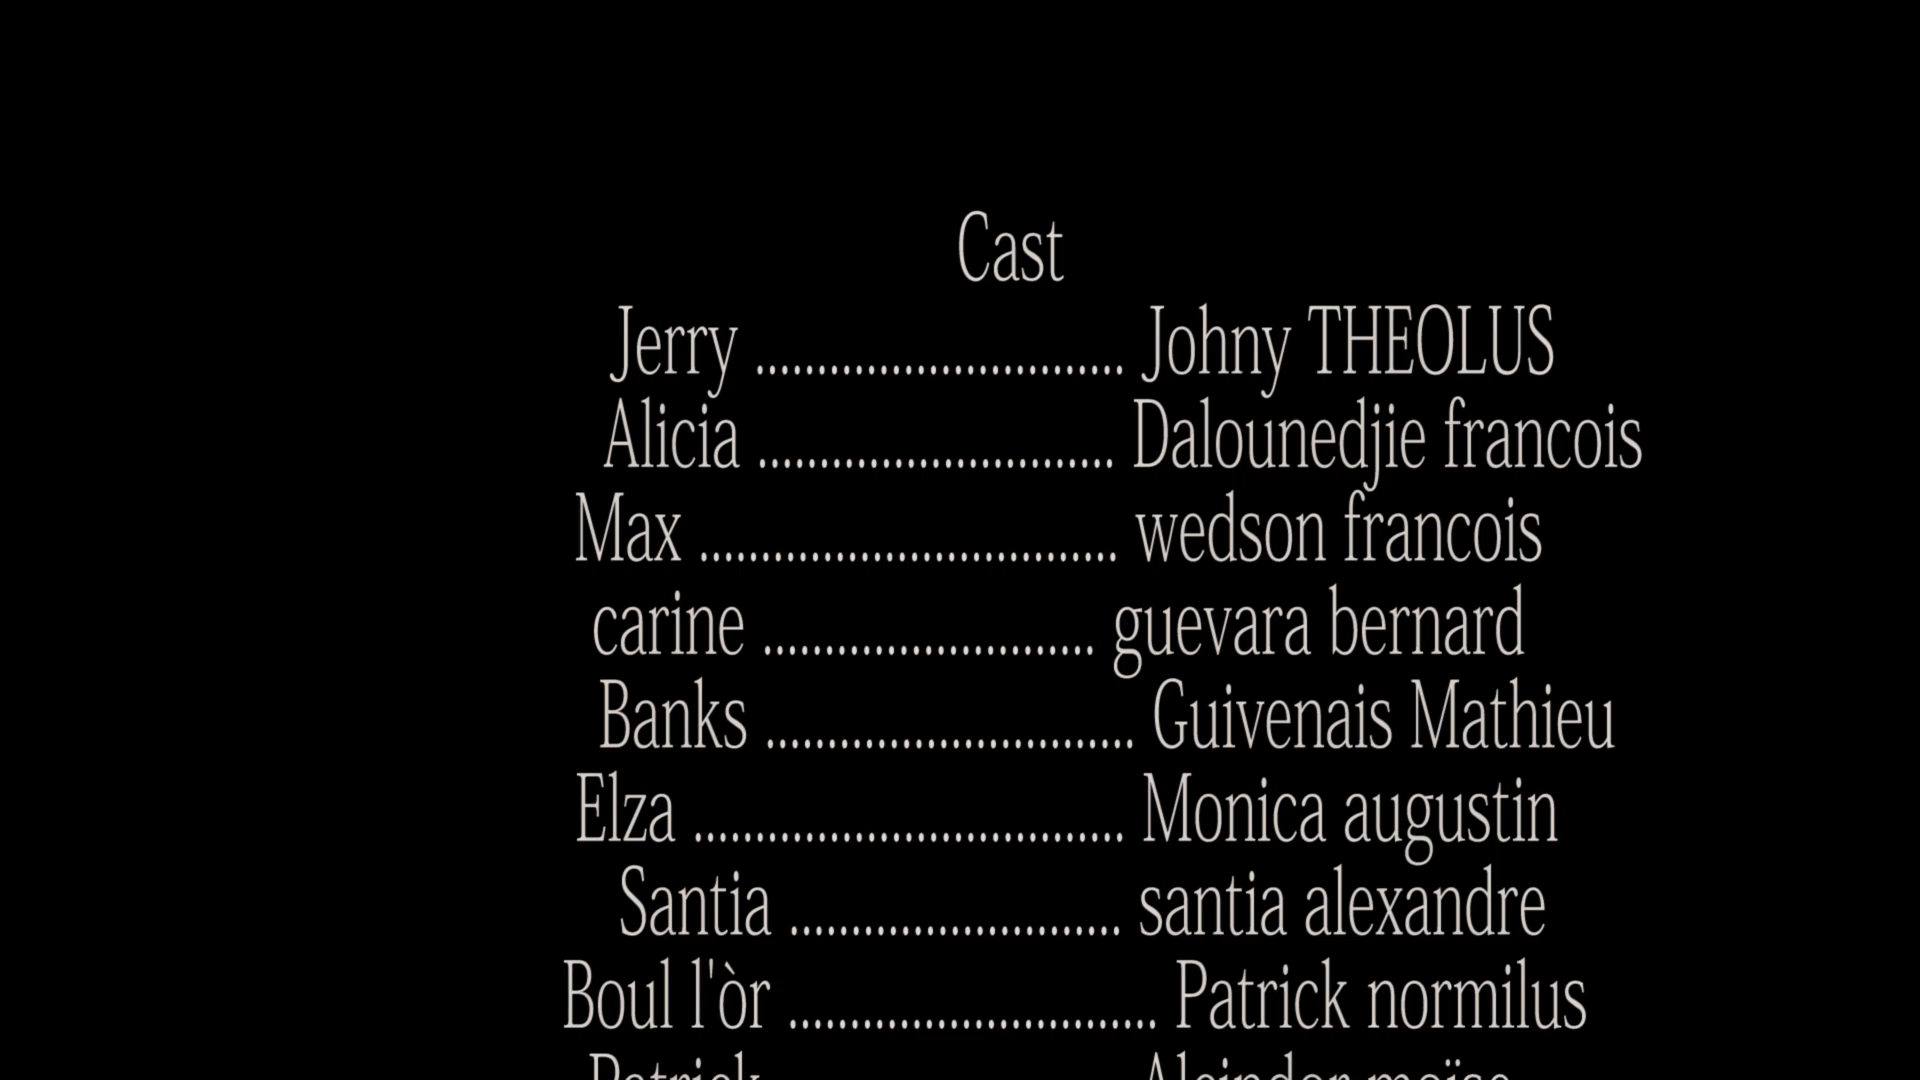 Cast
Jerry .............................. Johny THEOLUS
Alicia ............................. Dalounedjie francois
Max .................................. wedson francois
carine ........................... guevara bernard
Banks .............................. Guivenais Mathieu
Elza ................................... Monica augustin
Santia ........................... santia alexandre
Boul l'òr .............................. Patrick normilus
Patrick